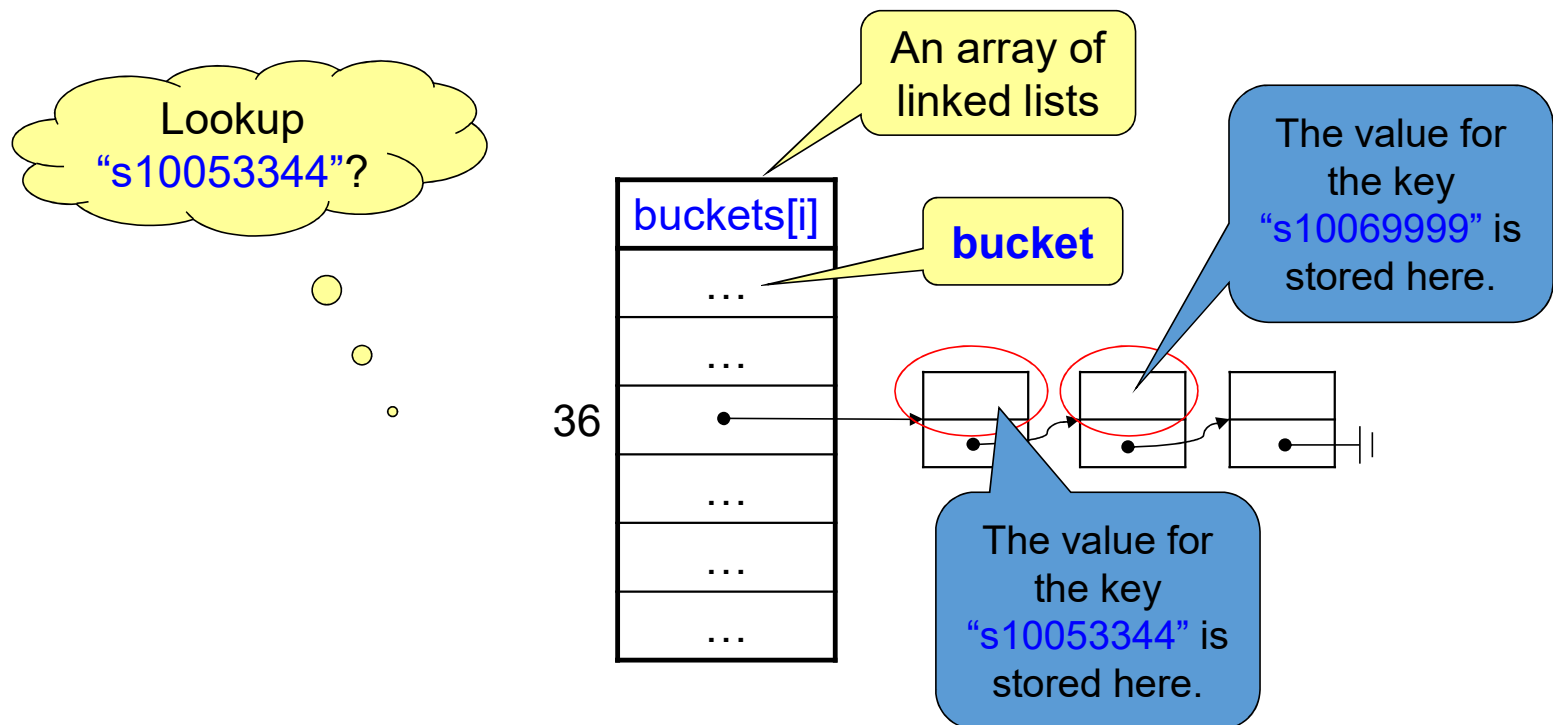 An array of
linked lists
Lookup
“s10053344”?
The value for
the key
“s10069999” is
stored here.
buckets[i]
bucket
...
...
36
...
...
...
The value for
the key
“s10053344” is
stored here.